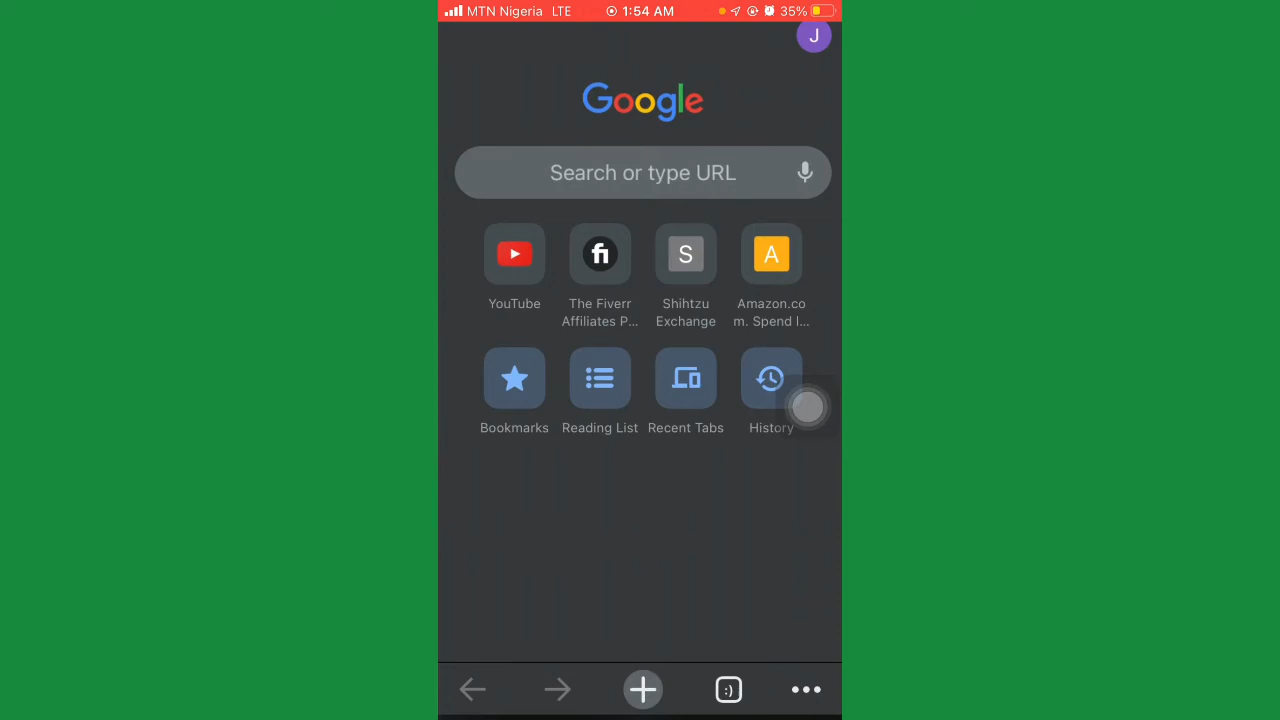 MTN Nigeria LTE 1:54 AM 35%
J
Google
Search or type URL
fi S A
YouTube The Fiverr Affiliates P... Shihtzu Exchange Amazon.co m. Spend l...
Bookmarks Reading List Recent Tabs History
:)